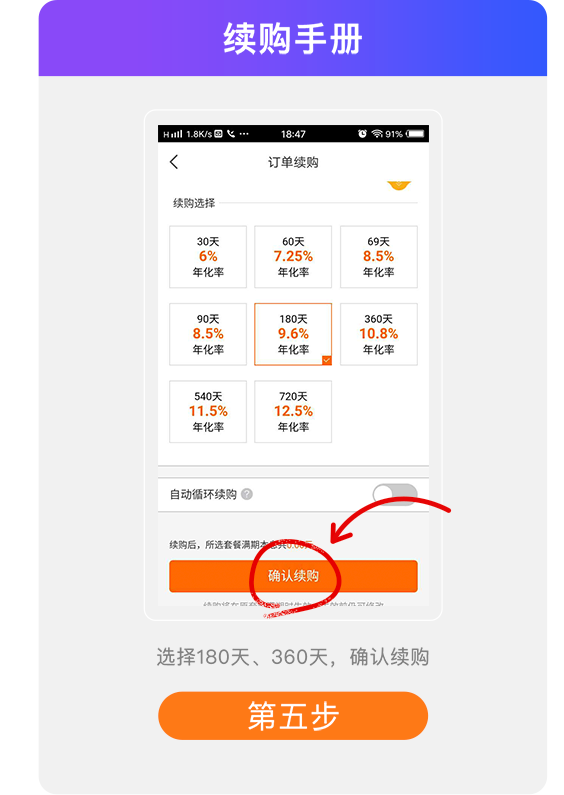 续购手册
H 1.8K/s 18:47 91%
订单续购
续购选择
30天 60天 69天
6% 7.25% 8.5%
年化率 年化率 年化率
90天 180天 360天
8.5% 9.6% 10.8%
年化率 年化率 年化率
540天 720天
11.5% 12.5%
年化率 年化率
自动循环续购 ?
续购后，所选套餐满期本息共0.00元
确认续购
选择180天、360天，确认续购
第五步